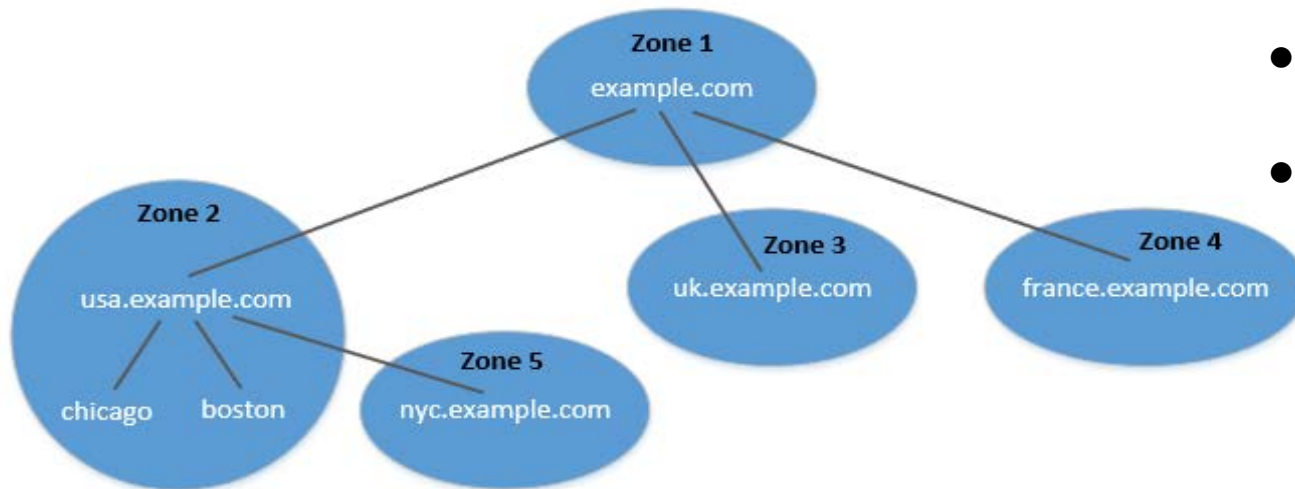 Zone 1
example.com
Zone 2
usa.example.com
chicago
boston
Zone 3
uk.example.com
Zone 4
france.example.com
Zone 5
nyc.example.com